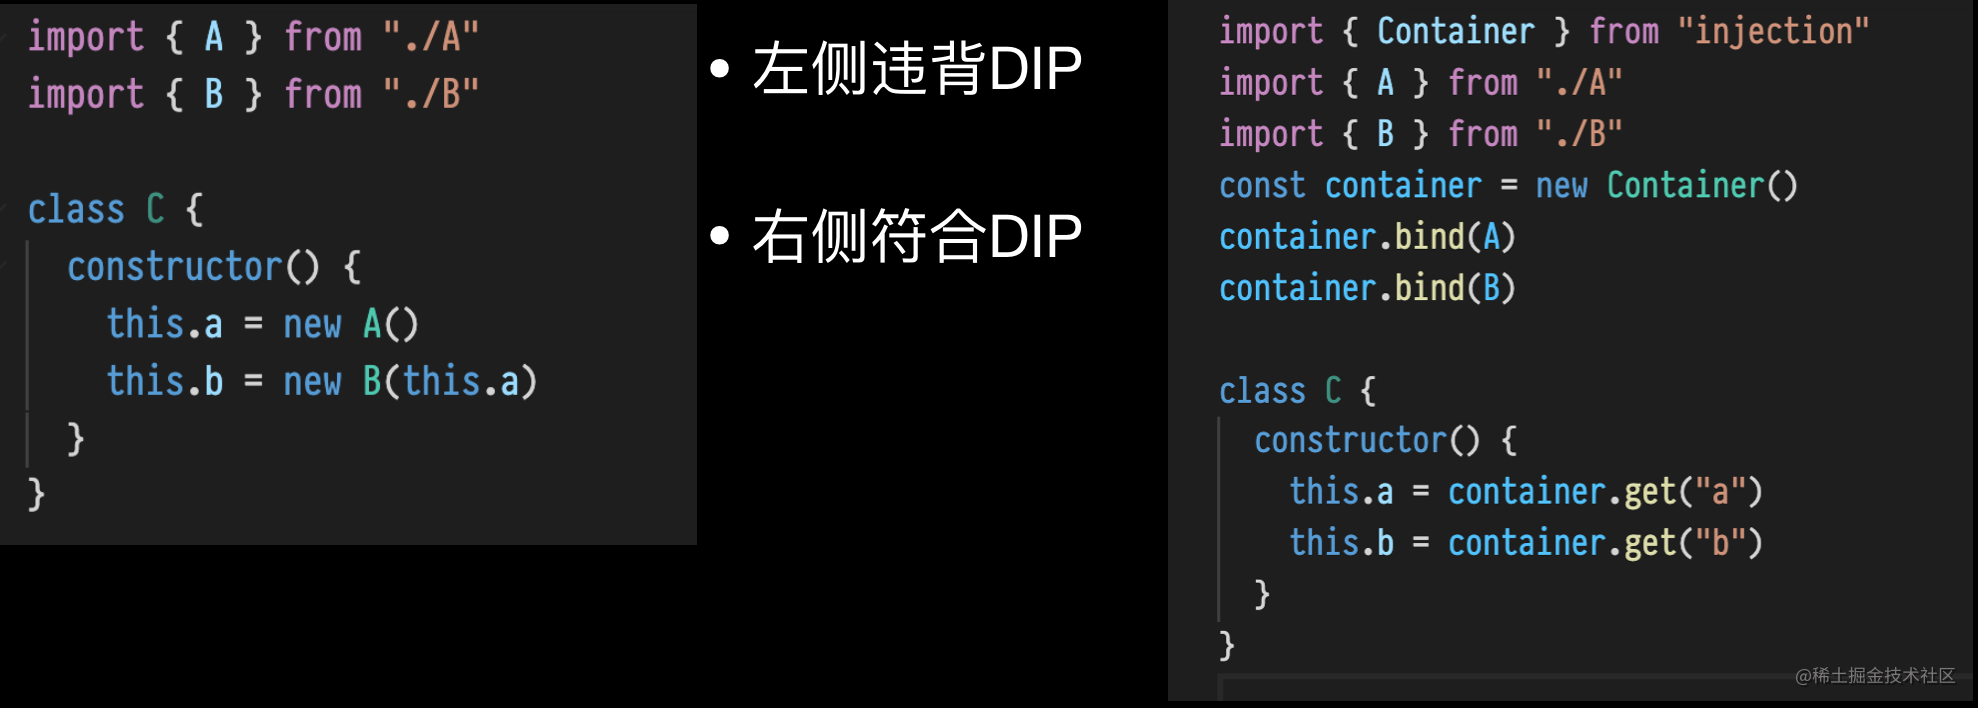 import { A } from "./A"
import { B } from "./B"
class C {
constructor() {
this.a = new A()
this.b = new B(this.a)
}
}
• 左侧违背DIP
• 右侧符合DIP
import { Container } from "injection"
import { A } from "./A"
import { B } from "./B"
const container = new Container()
container.bind(A)
container.bind(B)
class C {
constructor() {
this.a = container.get("a")
this.b = container.get("b")
}
}
@稀土掘金技术社区